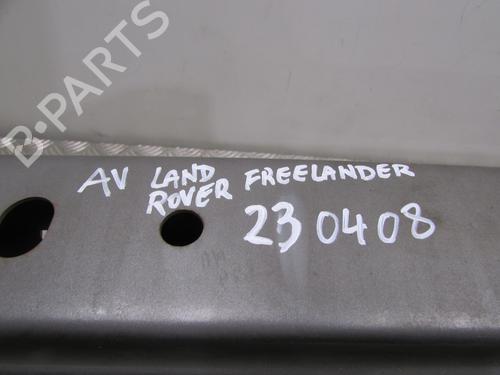 B-PARTS
AV LAND FREELANDER
ROVER
230408